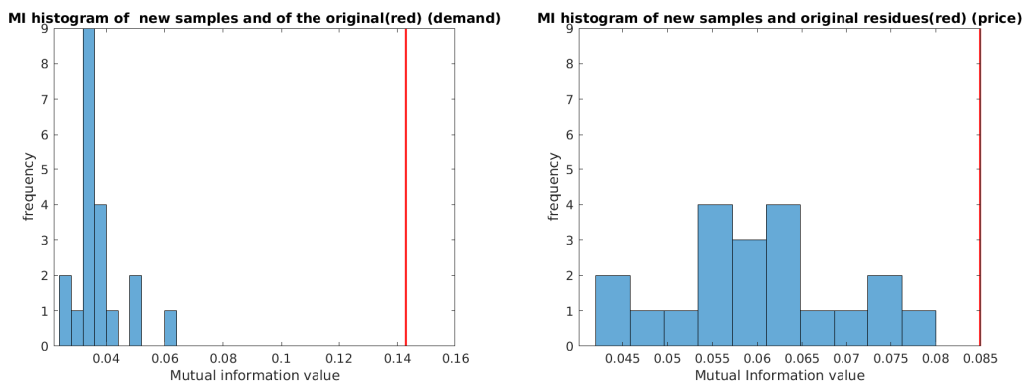 MI histogram of  new samples and of the original(red) (demand)
9
8
7
6
5
4
3
2
1
0
frequency
0.04 0.06 0.08 0.1 0.12 0.14 0.16
Mutual information value
MI histogram of new samples and original residues(red) (price)
9
8
7
6
5
4
3
2
1
0
frequency
0.045 0.05 0.055 0.06 0.065 0.07 0.075 0.08 0.085
Mutual Information value